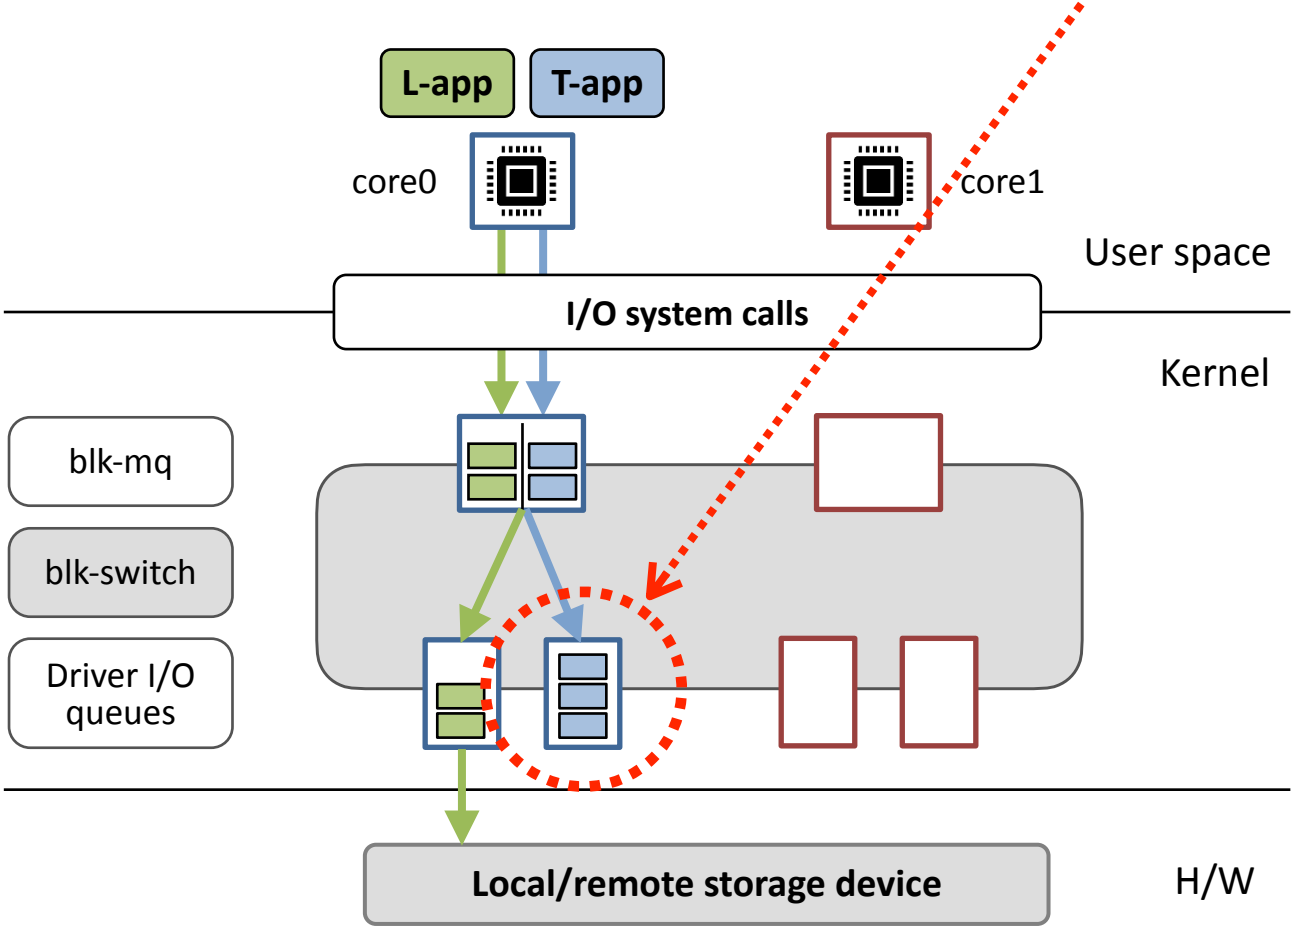 L-app
T-app
core0
core1
User space
I/O system calls
Kernel
blk-mq
blk-switch
Driver I/O
queues
Local/remote storage device
H/W